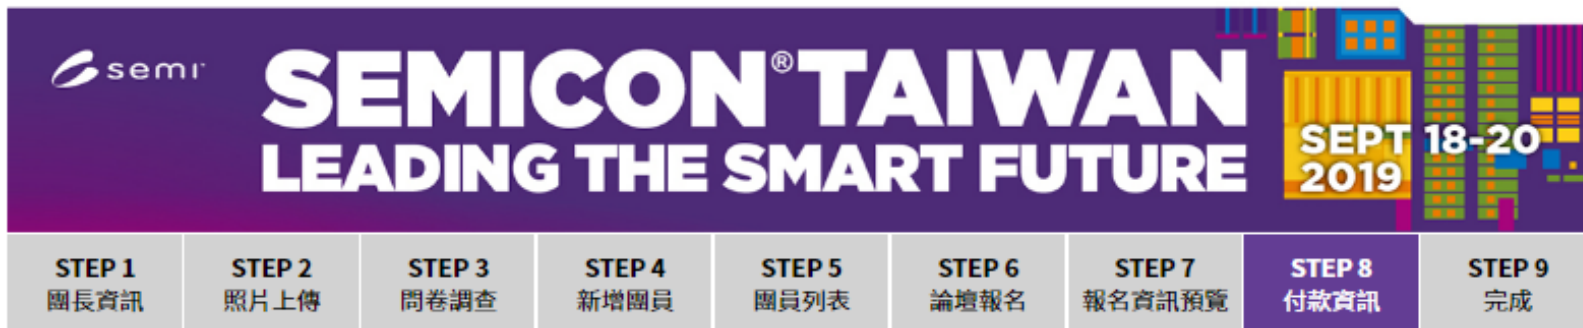 semi
SEMICON®TAIWAN
LEADING THE SMART FUTURE
SEPT 18-20
2019
STEP 1
團長資訊
STEP 2
照片上傳
STEP 3
問卷調查
STEP 4
新增團員
STEP 5
團員列表
STEP 6
論壇報名
STEP 7
報名資訊預覽
STEP 8
付款資訊
STEP 9
完成